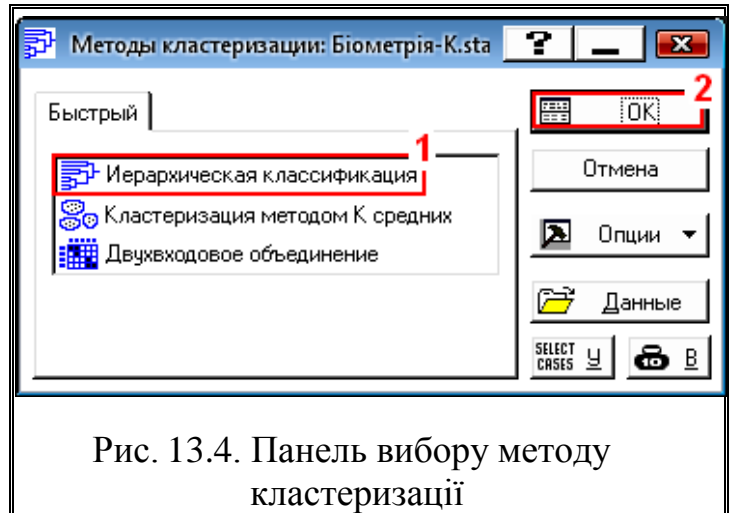 Методы кластеризации: Біометрія-K.sta
Быстрый
2
OK
1
Иерархическая классификация
Отмена
Кластеризация методом К средних
Опции
Двухвходовое объединение
Данные
SELECT CASES У
10 В
Рис. 13.4. Панель вибору методу
кластеризації